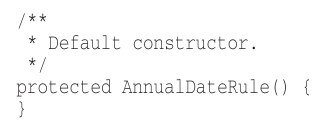 /**
 * Default constructor.
 */
protected AnnualDateRule() {
}